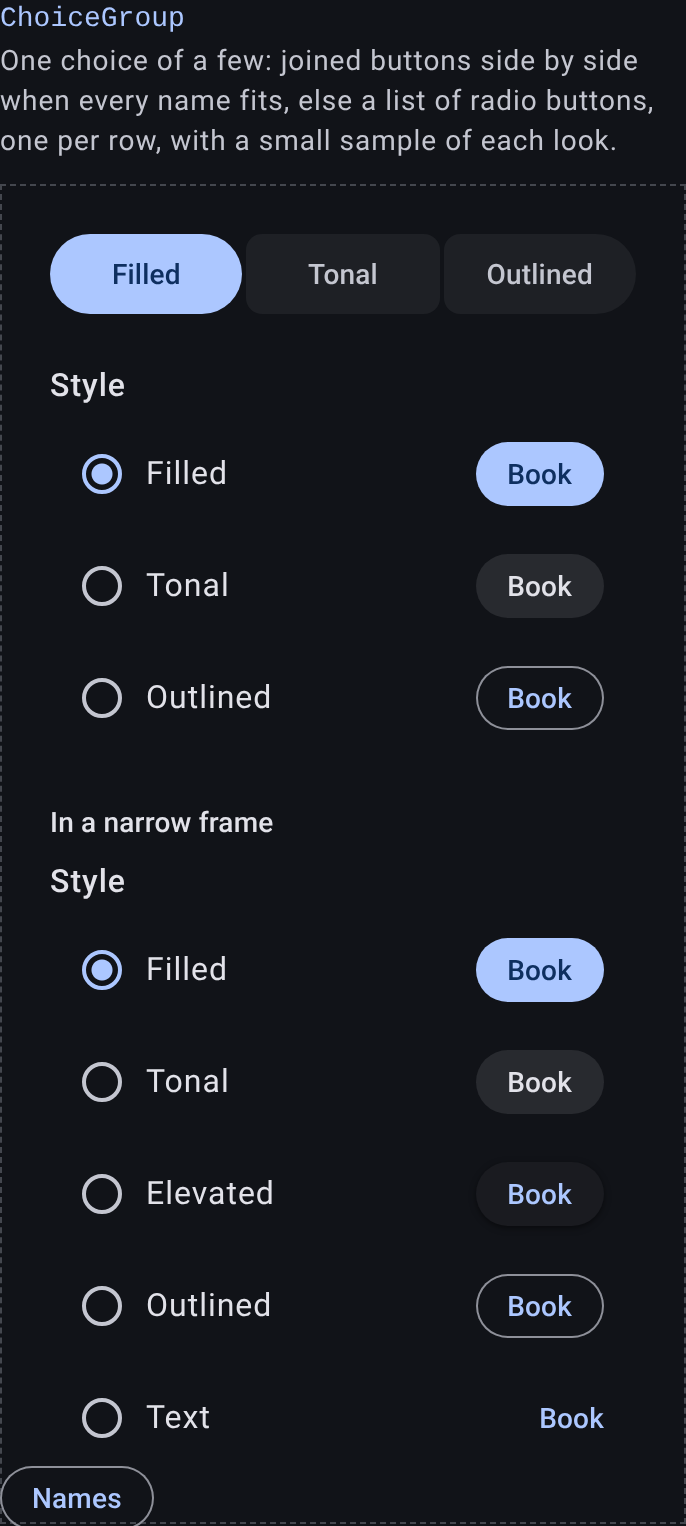 ChoiceGroup
One choice of a few: joined buttons side by side
when every name fits, else a list of radio buttons,
one per row, with a small sample of each look.
Filled Tonal Outlined
Style
Filled Book
Tonal Book
Outlined Book
In a narrow frame
Style
Filled Book
Tonal Book
Elevated Book
Outlined Book
Text Book
Names